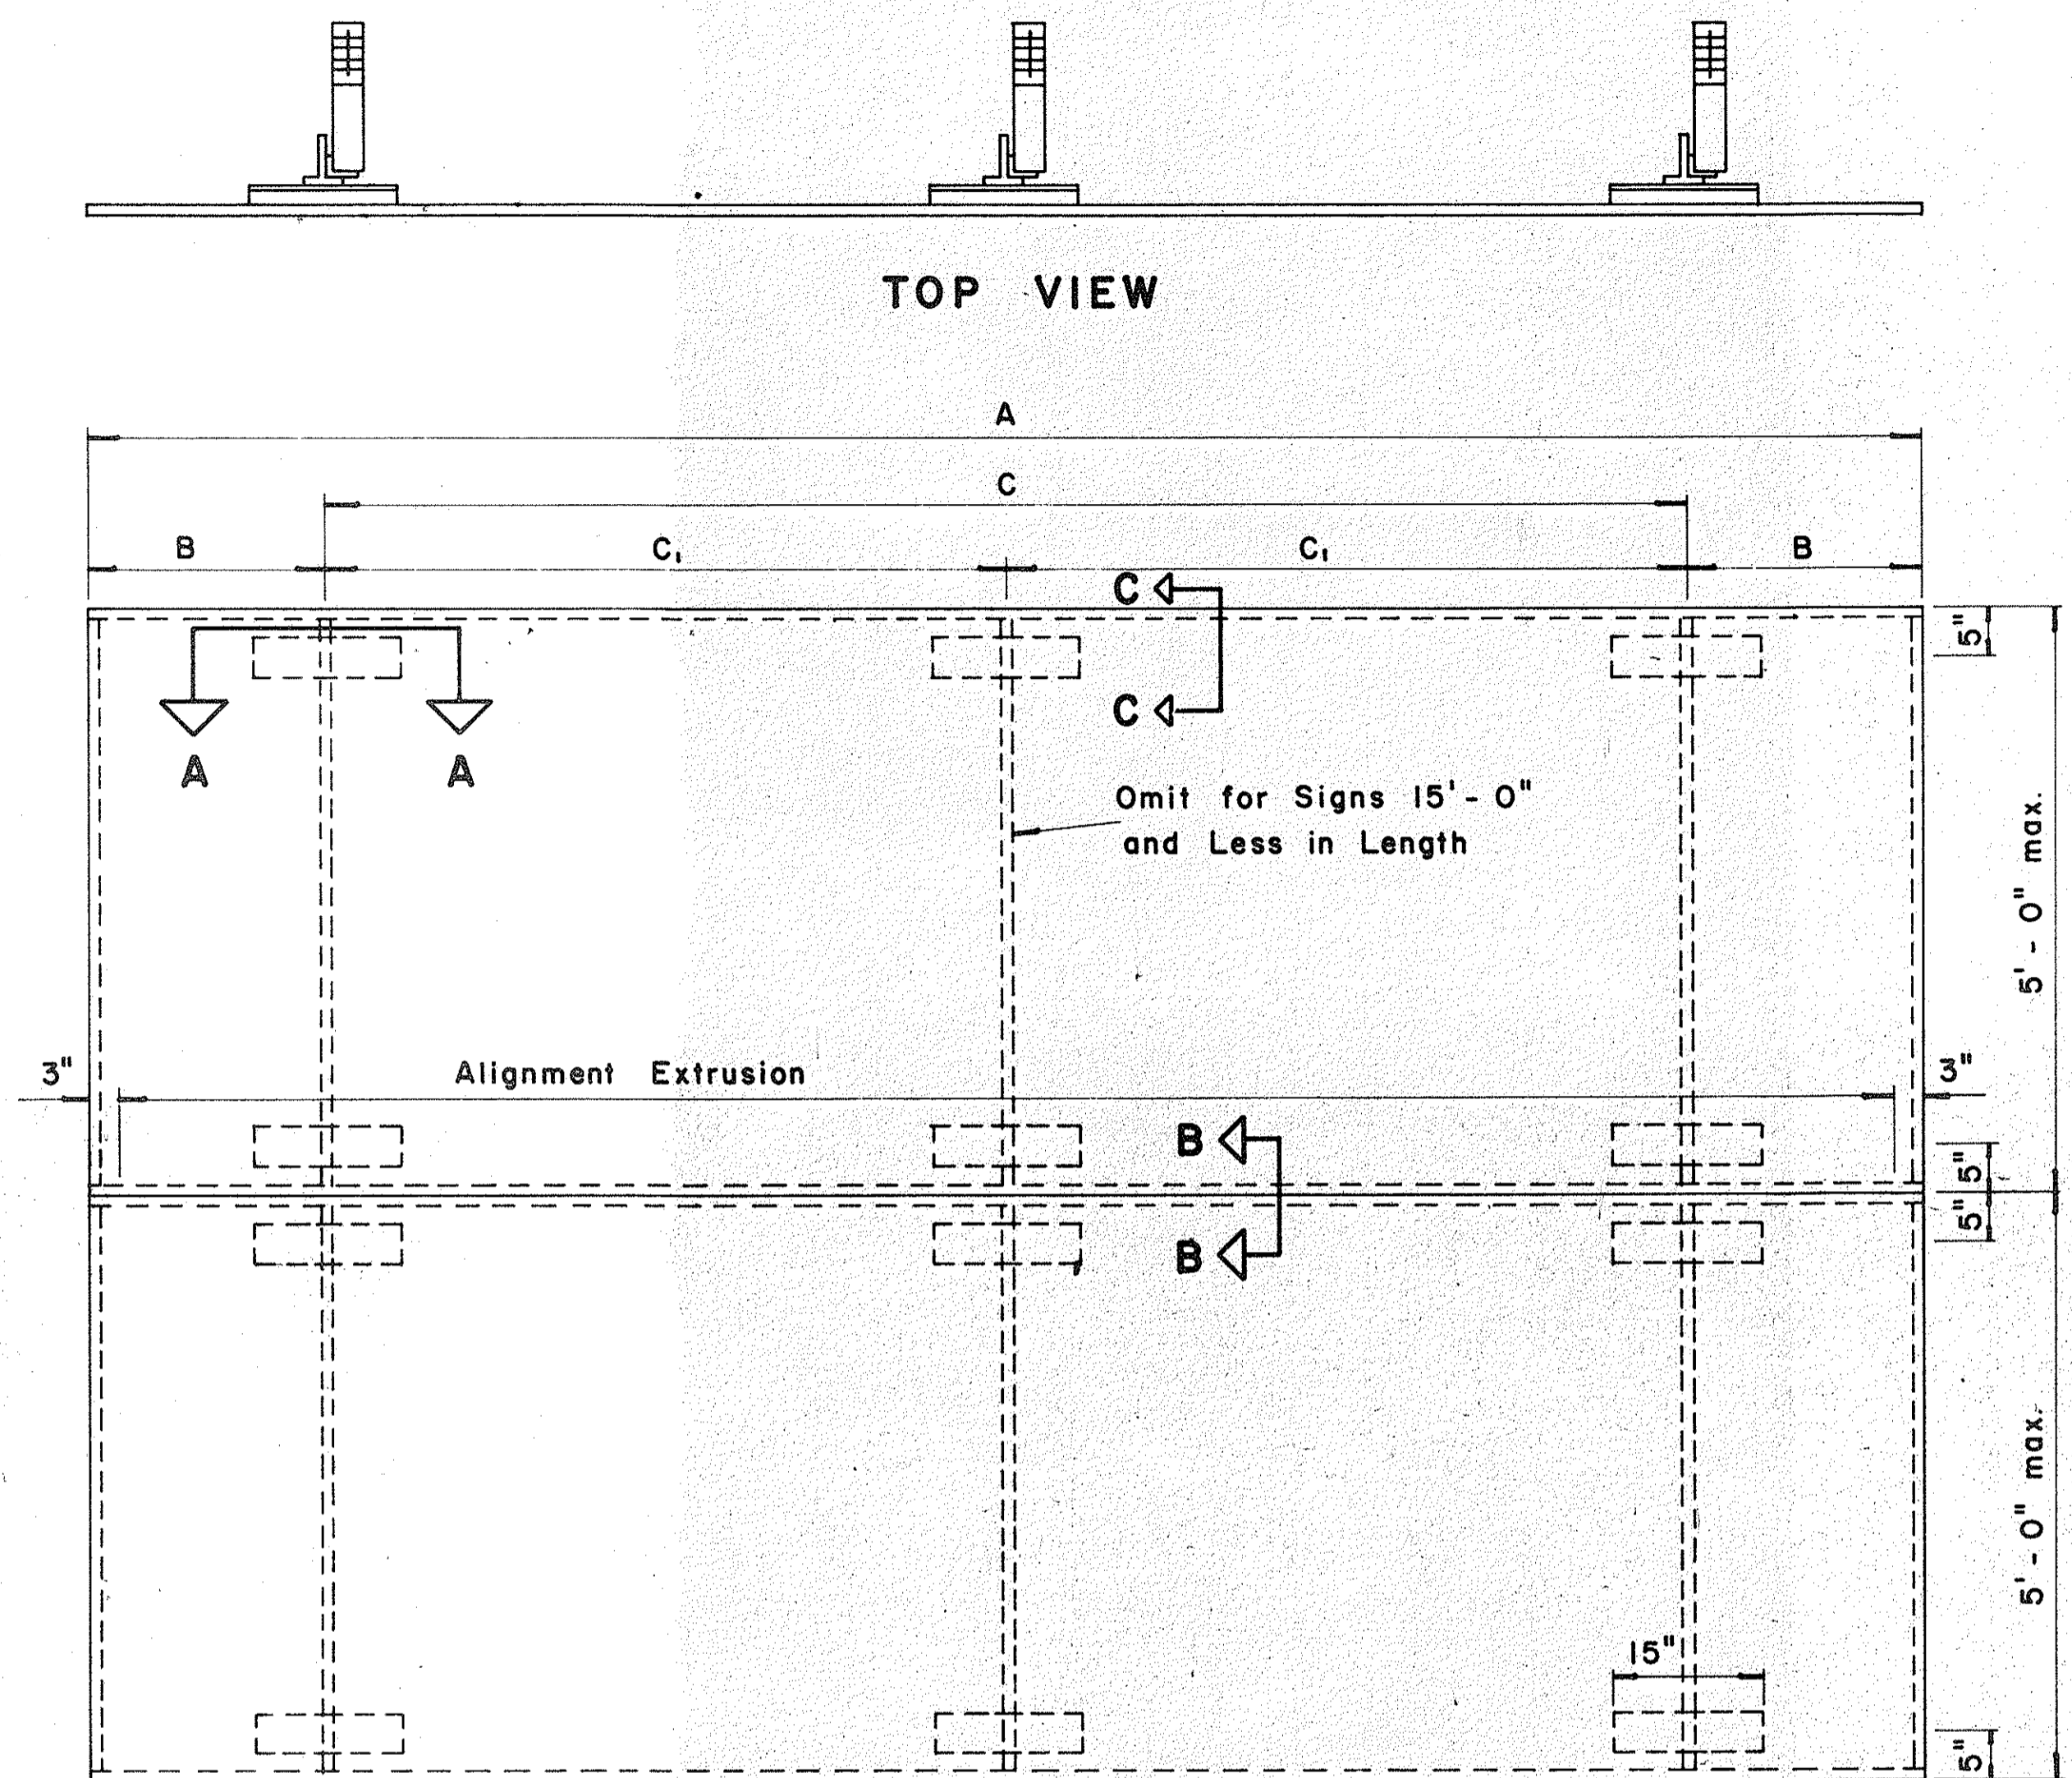 TOP VIEW
A
C
B C₁ C₁ B
C
5"
C
A A
Omit for Signs 15'-0"
and Less in Length
5'-0" max.
3" Alignment Extrusion 3"
B
5"
5"
B
5'-0" max.
15"
5"